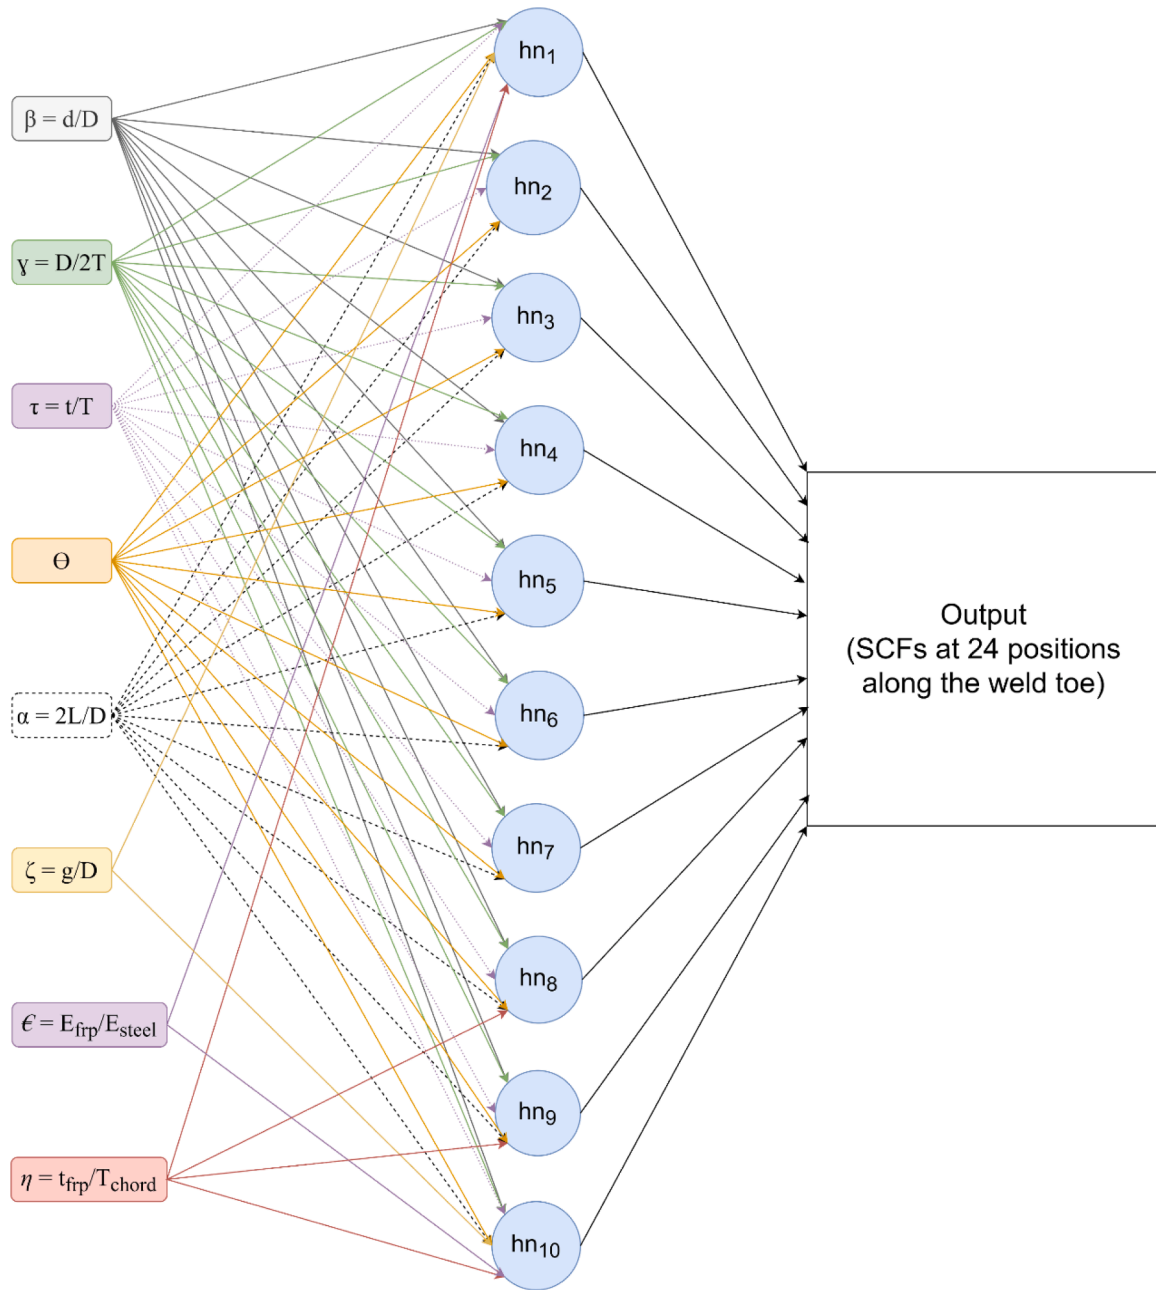 β = d/D
ɣ = D/2T
τ = t/T
ϴ
α = 2L/D
ζ = g/D
€ = E_frp/E_steel
η = t_frp/T_chord
hn₁
hn₂
hn₃
hn₄
hn₅
hn₆
hn₇
hn₈
hn₉
hn₁₀
Output
(SCFs at 24 positions
along the weld toe)